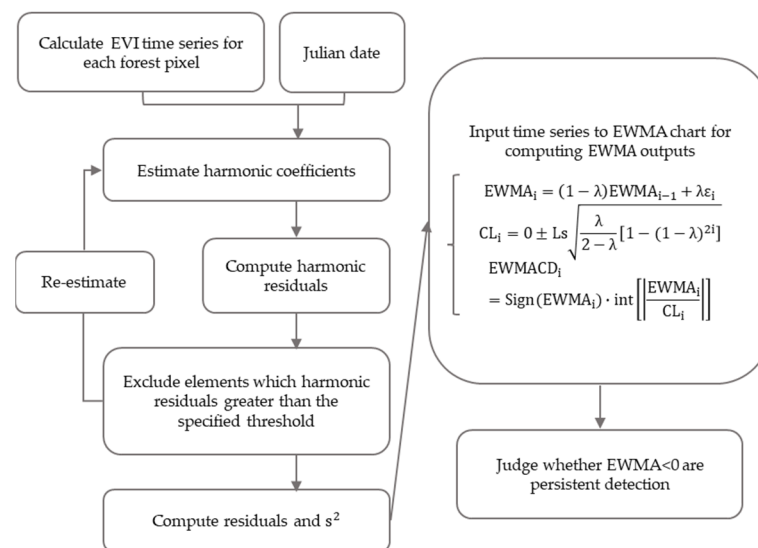 Calculate EVI time series for
each forest pixel
Julian date
Estimate harmonic coefficients
Re-estimate
Compute harmonic
residuals
Exclude elements which harmonic
residuals greater than the
specified threshold
Compute residuals and s²
Input time series to EWMA chart for
computing EWMA outputs
EWMAᵢ = (1 − λ)EWMAᵢ₋₁ + λεᵢ
CLᵢ = 0 ± Ls√(λ/(2 − λ)[1 − (1 − λ)²ⁱ])
EWMACDᵢ
= Sign(EWMAᵢ) · int[|EWMAᵢ/CLᵢ|]
Judge whether EWMA<0 are
persistent detection